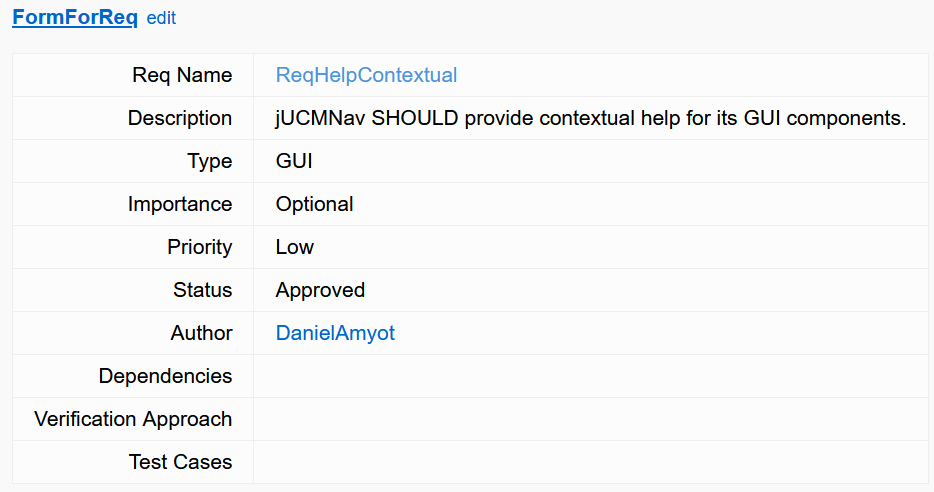 FormForReq edit
Req Name ReqHelpContextual
Description jUCMNav SHOULD provide contextual help for its GUI components.
Type GUI
Importance Optional
Priority Low
Status Approved
Author DanielAmyot
Dependencies
Verification Approach
Test Cases